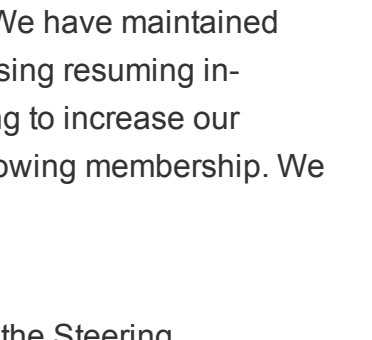 We have maintained
sing resuming in-
ng to increase our
owing membership. We
the Steering